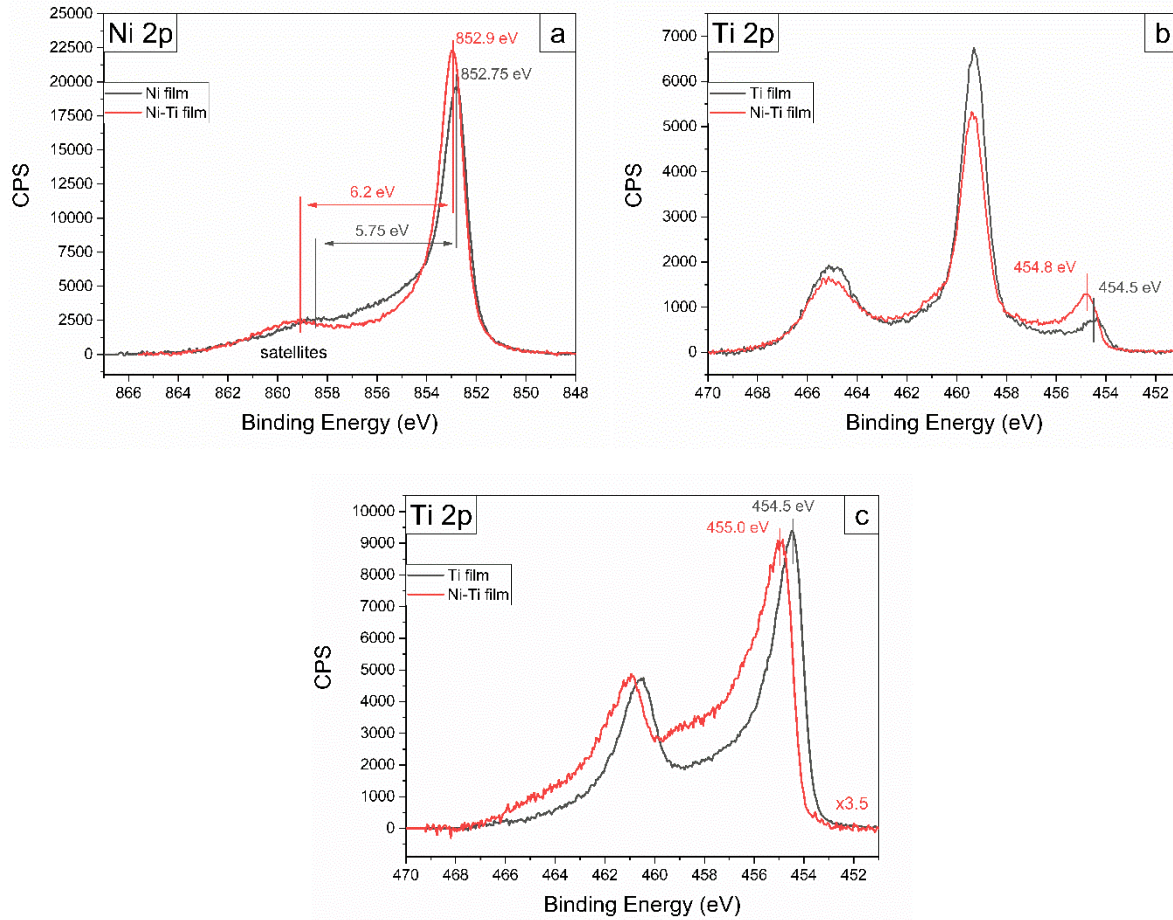 Ni 2p
a
852.9 eV
852.75 eV
Ni film
Ni-Ti film
6.2 eV
5.75 eV
satellites
CPS
25000
22500
20000
17500
15000
12500
10000
7500
5000
2500
0
866 864 862 860 858 856 854 852 850 848
Binding Energy (eV)
Ti 2p
b
Ti film
Ni-Ti film
454.8 eV
454.5 eV
CPS
7000
6000
5000
4000
3000
2000
1000
0
470 468 466 464 462 460 458 456 454 452
Binding Energy (eV)
Ti 2p
c
454.5 eV
455.0 eV
Ti film
Ni-Ti film
x3.5
CPS
10000
9000
8000
7000
6000
5000
4000
3000
2000
1000
0
470 468 466 464 462 460 458 456 454 452
Binding Energy (eV)